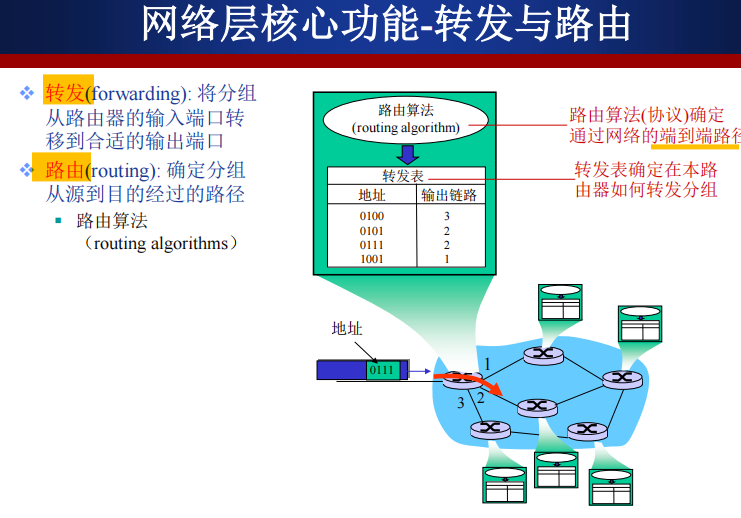 网络层核心功能-转发与路由
转发(forwarding): 将分组
从路由器的输入端口转
移到合适的输出端口
路由(routing): 确定分组
从源到目的经过的路径
路由算法
（routing algorithms）
路由算法
(routing algorithm)
转发表
地址 输出链路
0100 3
0101 2
0111 2
1001 1
路由算法(协议)确定
通过网络的端到端路径
转发表确定在本路
由器如何转发分组
地址
0111
1
2
3